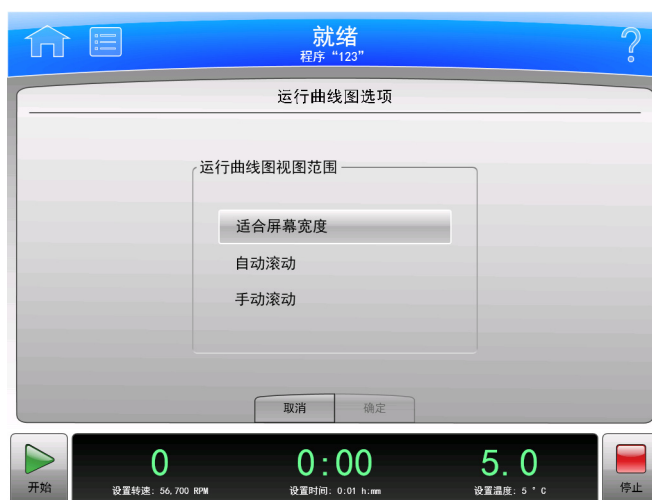 就绪
程序 “123”
?
运行曲线图选项
运行曲线图视图范围
适合屏幕宽度
自动滚动
手动滚动
取消 确定
0 0:00 5.0
开始 设置转速: 56,700 RPM 设置时间: 0:01 h:mm 设置温度: 5 °C 停止